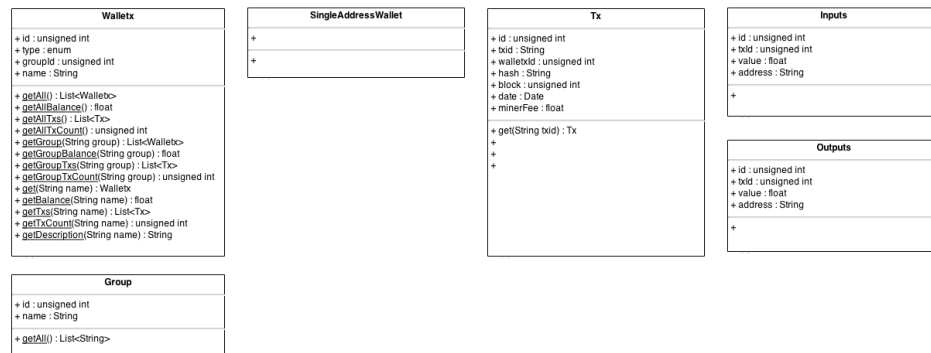 Walletx
+ id : unsigned int
+ type : enum
+ groupId : unsigned int
+ name : String
+ getAll() : List<Walletx>
+ getAllBalance() : float
+ getAllTxs() : List<Tx>
+ getAllTxCount() : unsigned int
+ getGroup(String group) : List<Walletx>
+ getGroupBalance(String group) : float
+ getGroupTxs(String group) : List<Tx>
+ getGroupTxCount(String group) : unsigned int
+ get(String name) : Walletx
+ getBalance(String name) : float
+ getTxs(String name) : List<Tx>
+ getTxCount(String name) : unsigned int
+ getDescription(String name) : String
SingleAddressWallet
+
+
Tx
+ id : unsigned int
+ txid : String
+ walletxId : unsigned int
+ hash : String
+ block : unsigned int
+ date : Date
+ minerFee : float
+ get(String txid) : Tx
+
+
+
Inputs
+ id : unsigned int
+ txId : unsigned int
+ value : float
+ address : String
+
Outputs
+ id : unsigned int
+ txId : unsigned int
+ value : float
+ address : String
+
Group
+ id : unsigned int
+ name : String
+ getAll() : List<String>